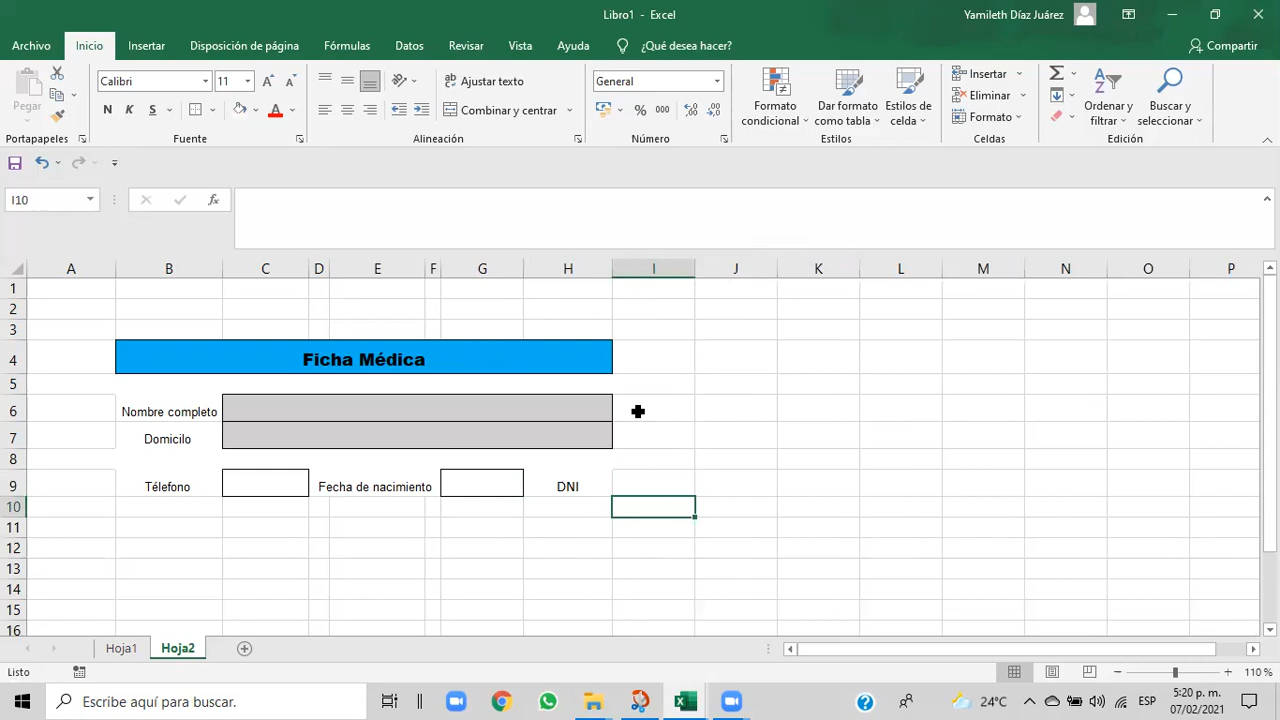 Libro1 - Excel
Yamileth Díaz Juárez
Archivo Inicio Insertar Disposición de página Fórmulas Datos Revisar Vista Ayuda ¿Qué desea hacer? Compartir
Pegar
Calibri 11
N K S A
Ajustar texto
Combinar y centrar
General
% 000
Formato condicional
Dar formato como tabla
Estilos de celda
Insertar
Eliminar
Formato
Ordenar y filtrar
Buscar y seleccionar
Portapapeles Fuente Alineación Número Estilos Celdas Edición
I10 fx
A B C D E F G H I J K L M N O P
1
2
3
4 Ficha Médica
5
6 Nombre completo
7 Domicilo
8
9 Télefono Fecha de nacimiento DNI
10
11
12
13
14
15
16
Hoja1 Hoja2
Listo 110 %
Escribe aquí para buscar.
24°C ESP 5:20 p. m.
07/02/2021